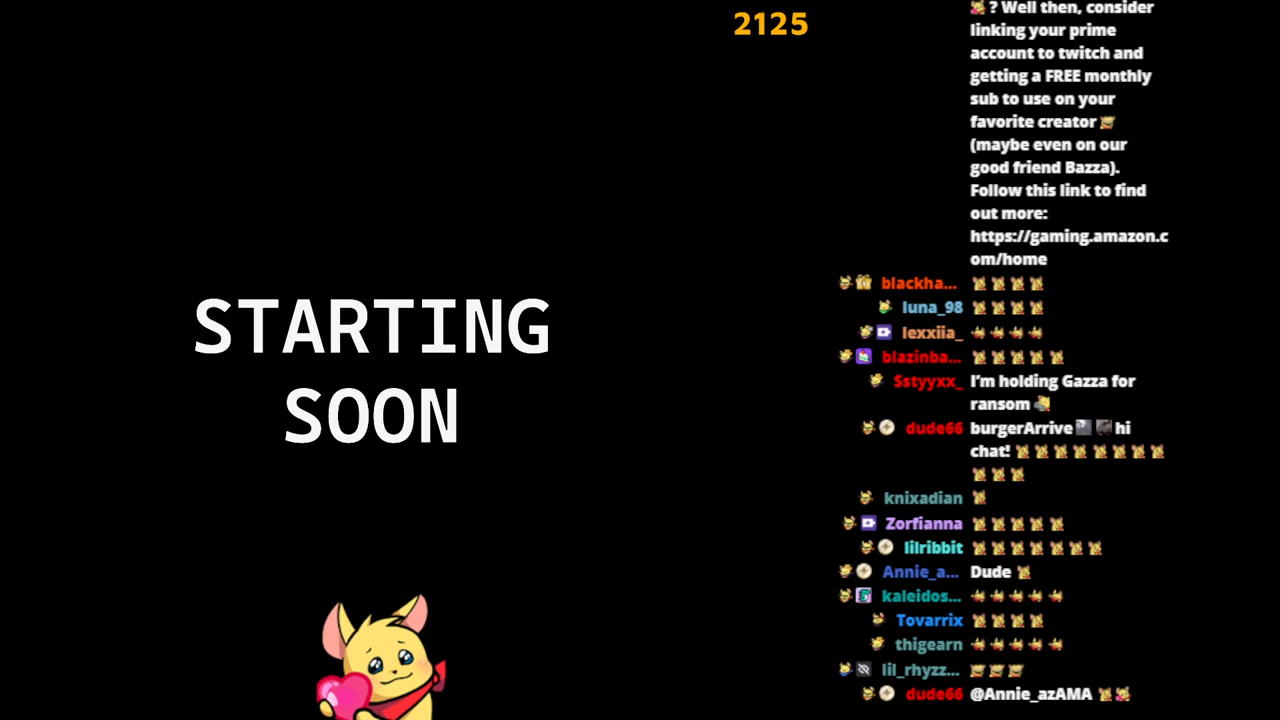 2125
? Well then, consider
linking your prime
account to twitch and
getting a FREE monthly
sub to use on your
favorite creator
(maybe even on our
good friend Bazza).
Follow this link to find
out more:
https://gaming.amazon.c
om/home
STARTING
SOON
blackha...
luna_98
lexxiia_
blazinba...
Sstyyxx_ I'm holding Gazza for
ransom
dude66 burgerArrive hi
chat!
knixadian
Zorfianna
lilribbit
Annie_a... Dude
kaleidos...
Tovarrix
thigearn
lil_rhyzz...
dude66 @Annie_azAMA